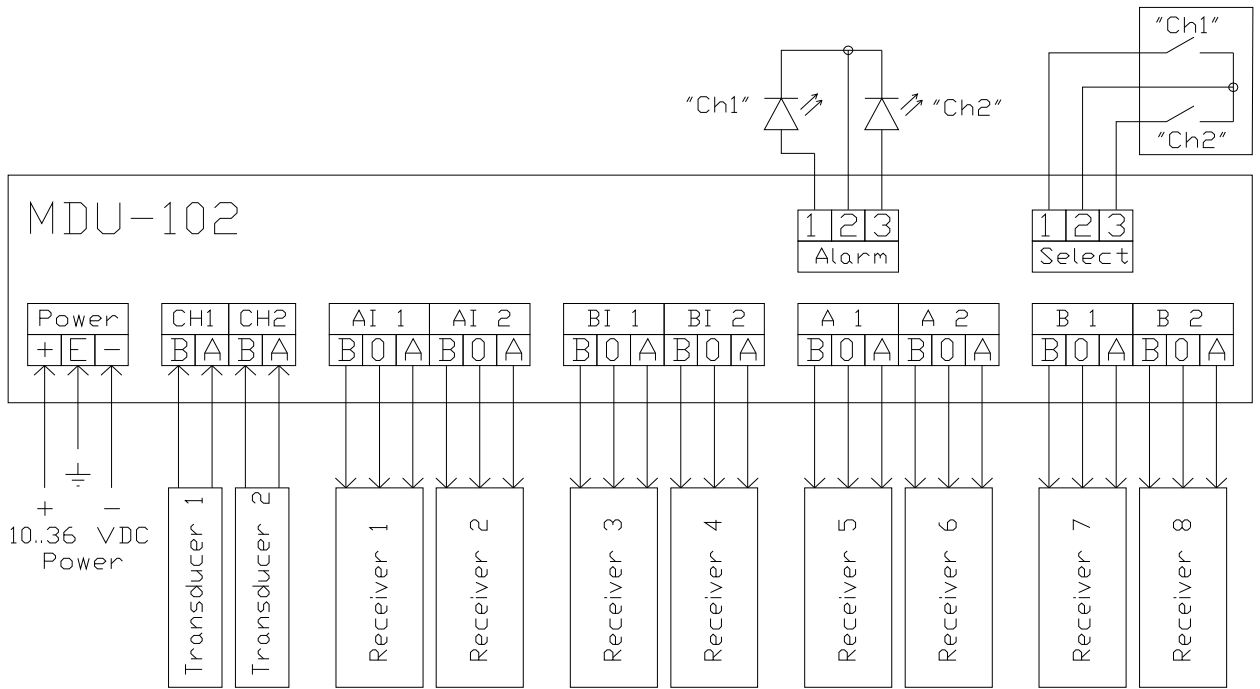 "Ch1"
"Ch1" "Ch2"
"Ch2"
MDU-102
1 2 3 1 2 3
Alarm Select
Power CH1 CH2 AI 1 AI 2 BI 1 BI 2 A 1 A 2 B 1 B 2
+ E - B A B A B 0 A B 0 A B 0 A B 0 A B 0 A B 0 A B 0 A B 0 A
+ -
10..36 VDC
Power
Transducer 1
Transducer 2
Receiver 1
Receiver 2
Receiver 3
Receiver 4
Receiver 5
Receiver 6
Receiver 7
Receiver 8